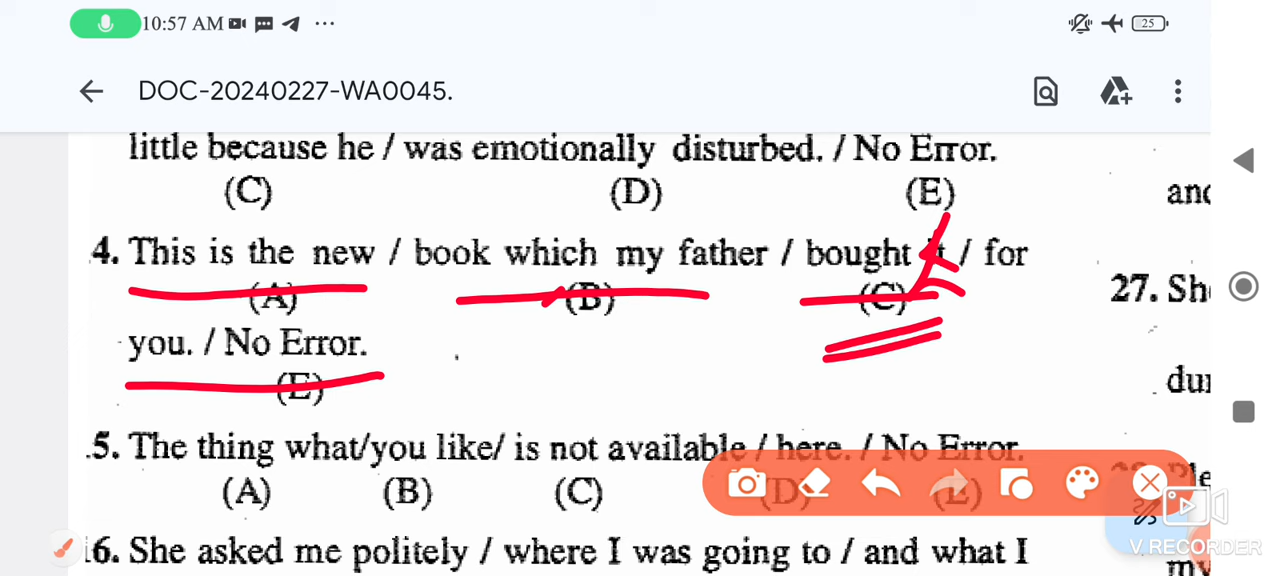 10:57 AM
25
DOC-20240227-WA0045.
little because he / was emotionally disturbed. / No Error.
(C) (D) (E)
4. This is the new / book which my father / bought it / for
(A) (B) (C)
you. / No Error.
(E)
.5. The thing what/you like/ is not available / here. / No Error.
(A) (B) (C) (D) (E)
16. She asked me politely / where I was going to / and what I
27. Sh
V.RECORDER